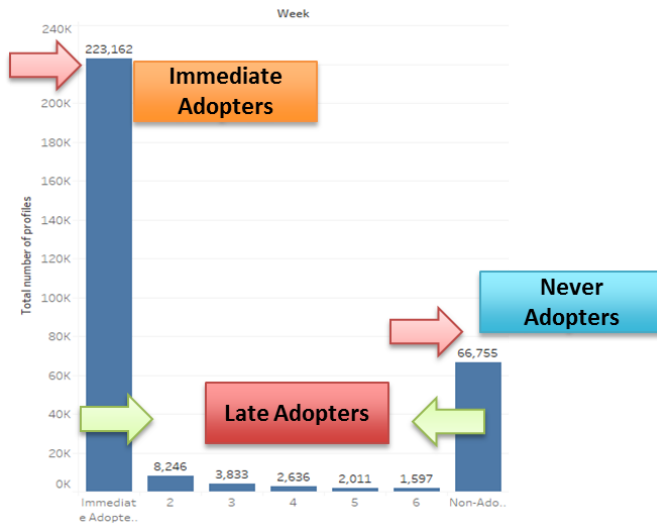 Week
240K
223,162
Immediate
Adopters
200K
180K
160K
140K
120K
100K
80K
60K
40K
20K
0K
Total number of profiles
Never
Adopters
66,755
Late Adopters
8,246
3,833
2,636
2,011
1,597
Immediat
e Adopte..
2
3
4
5
6
Non-Ado..